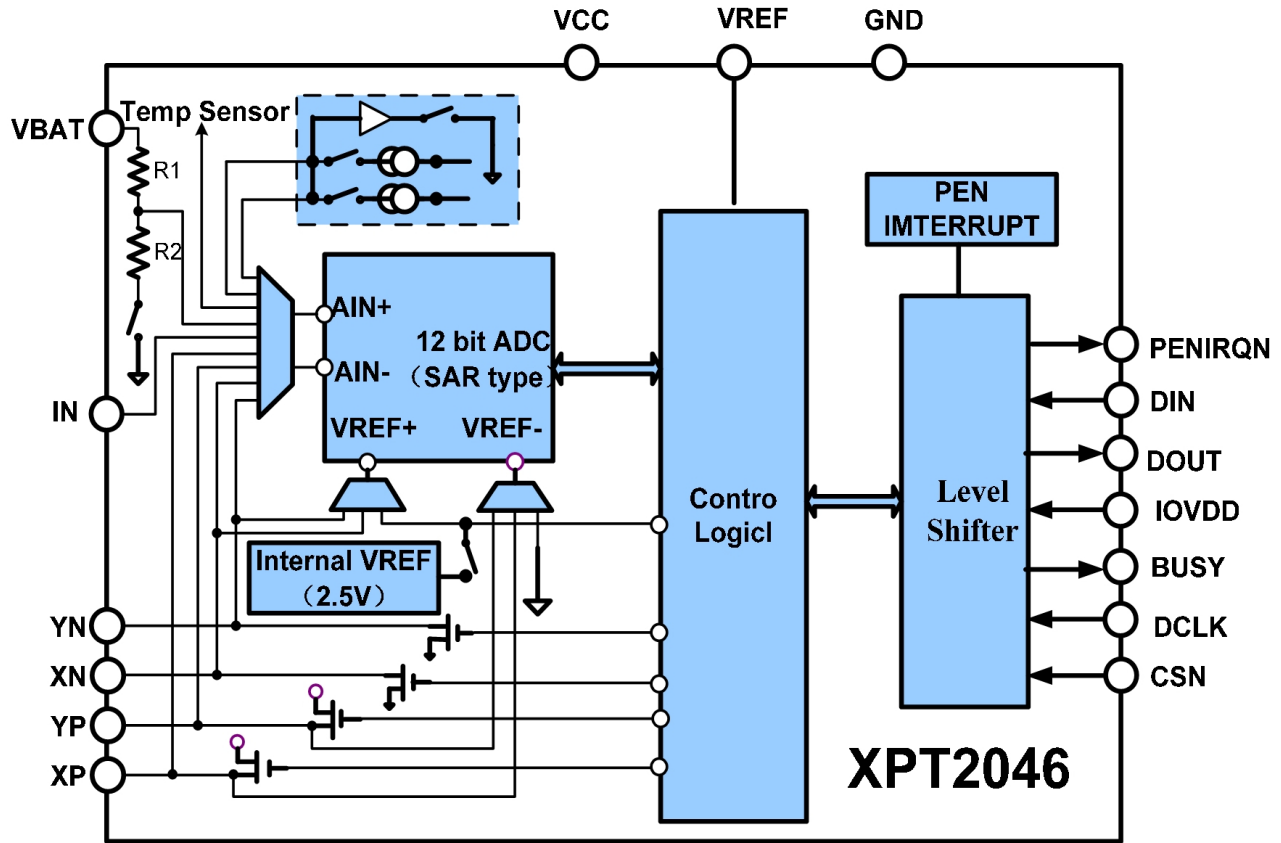 VCC
VREF
GND
VBAT
Temp Sensor
R1
R2
PEN
IMTERRUPT
AIN+
12 bit ADC
（SAR type）
AIN-
VREF+
VREF-
IN
Internal VREF
（2.5V）
Contro
Logicl
Level
Shifter
PENIRQN
DIN
DOUT
IOVDD
BUSY
DCLK
CSN
YN
XN
YP
XP
XPT2046